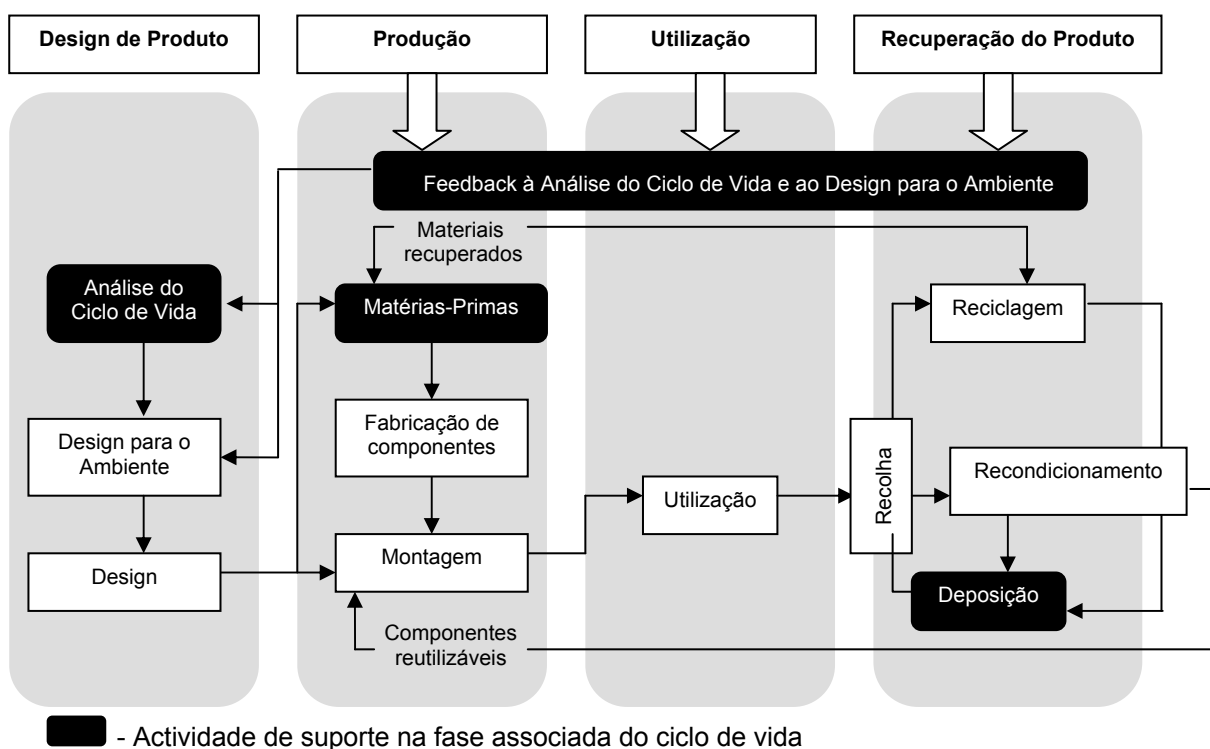 Design de Produto
Produção
Utilização
Recuperação do Produto
Feedback à Análise do Ciclo de Vida e ao Design para o Ambiente
Materiais
recuperados
Análise do
Ciclo de Vida
Matérias-Primas
Reciclagem
Fabricação de
componentes
Design para o
Ambiente
Recolha
Recondicionamento
Utilização
Montagem
Design
Deposição
Componentes
reutilizáveis
- Actividade de suporte na fase associada do ciclo de vida